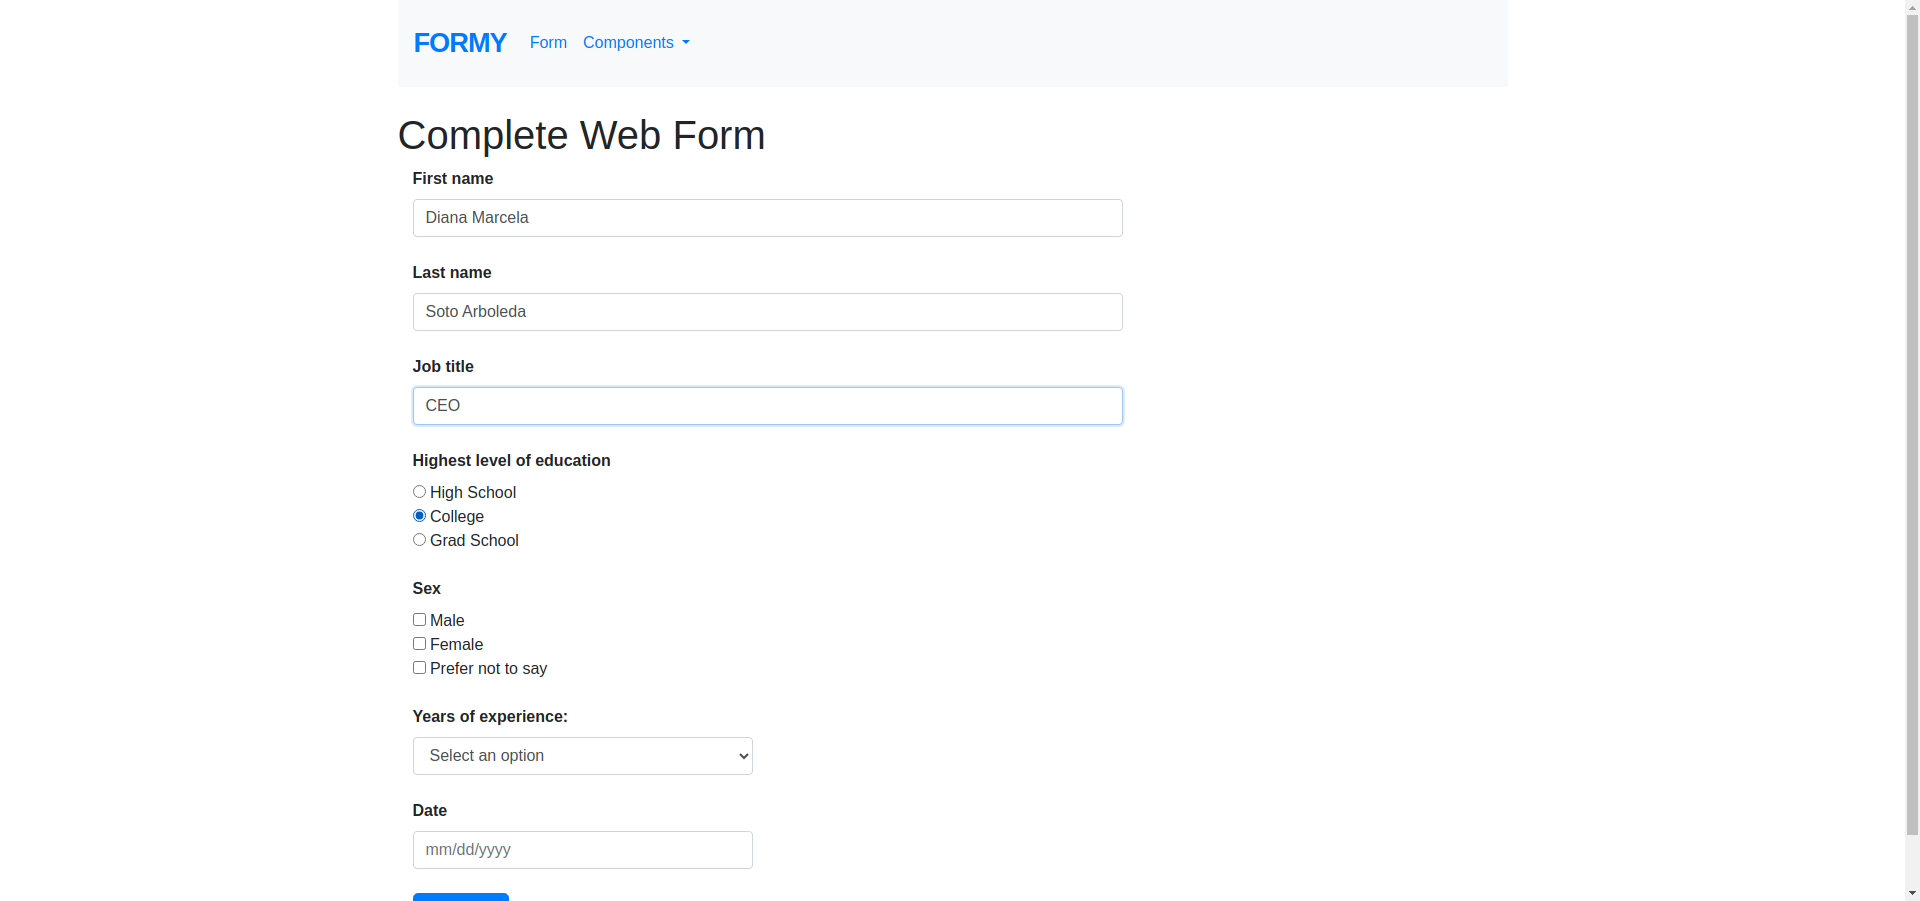 FORMY Form Components
Complete Web Form
First name
Diana Marcela
Last name
Soto Arboleda
Job title
CEO
Highest level of education
High School
College
Grad School
Sex
Male
Female
Prefer not to say
Years of experience:
Select an option
Date
mm/dd/yyyy